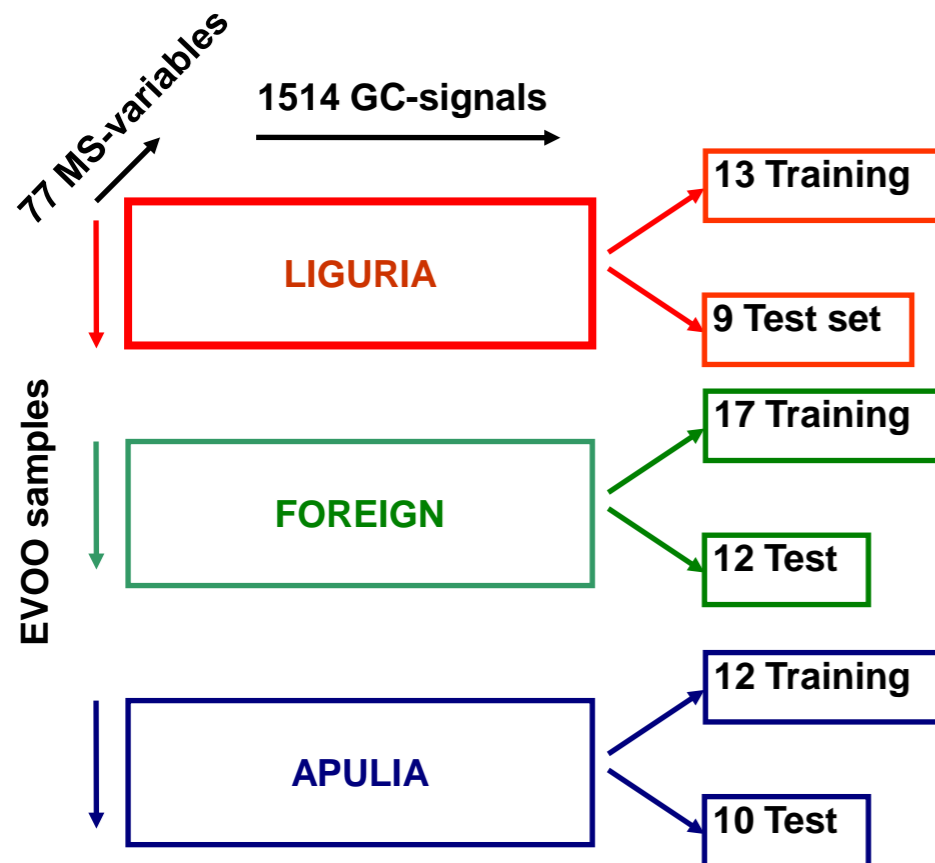 77 MS-variables
1514 GC-signals
EVOO samples
LIGURIA
13 Training
9 Test set
FOREIGN
17 Training
12 Test
APULIA
12 Training
10 Test